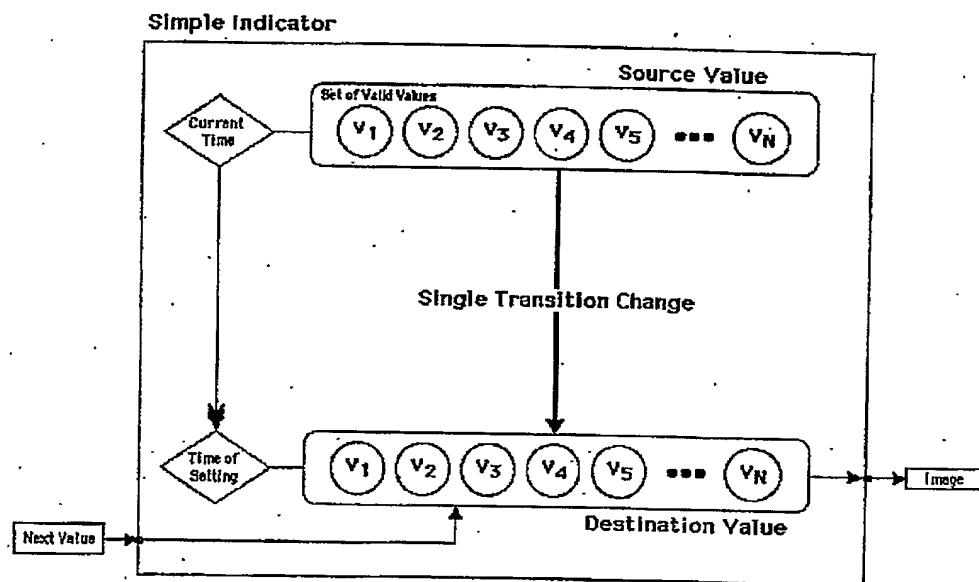 Simple Indicator
Source Value
Set of Valid Values
Current
Time
V1 V2 V3 V4 V5 ■■■ VN
Single Transition Change
Time of
Setting
V1 V2 V3 V4 V5 ■■■ VN
Image
Destination Value
Next Value